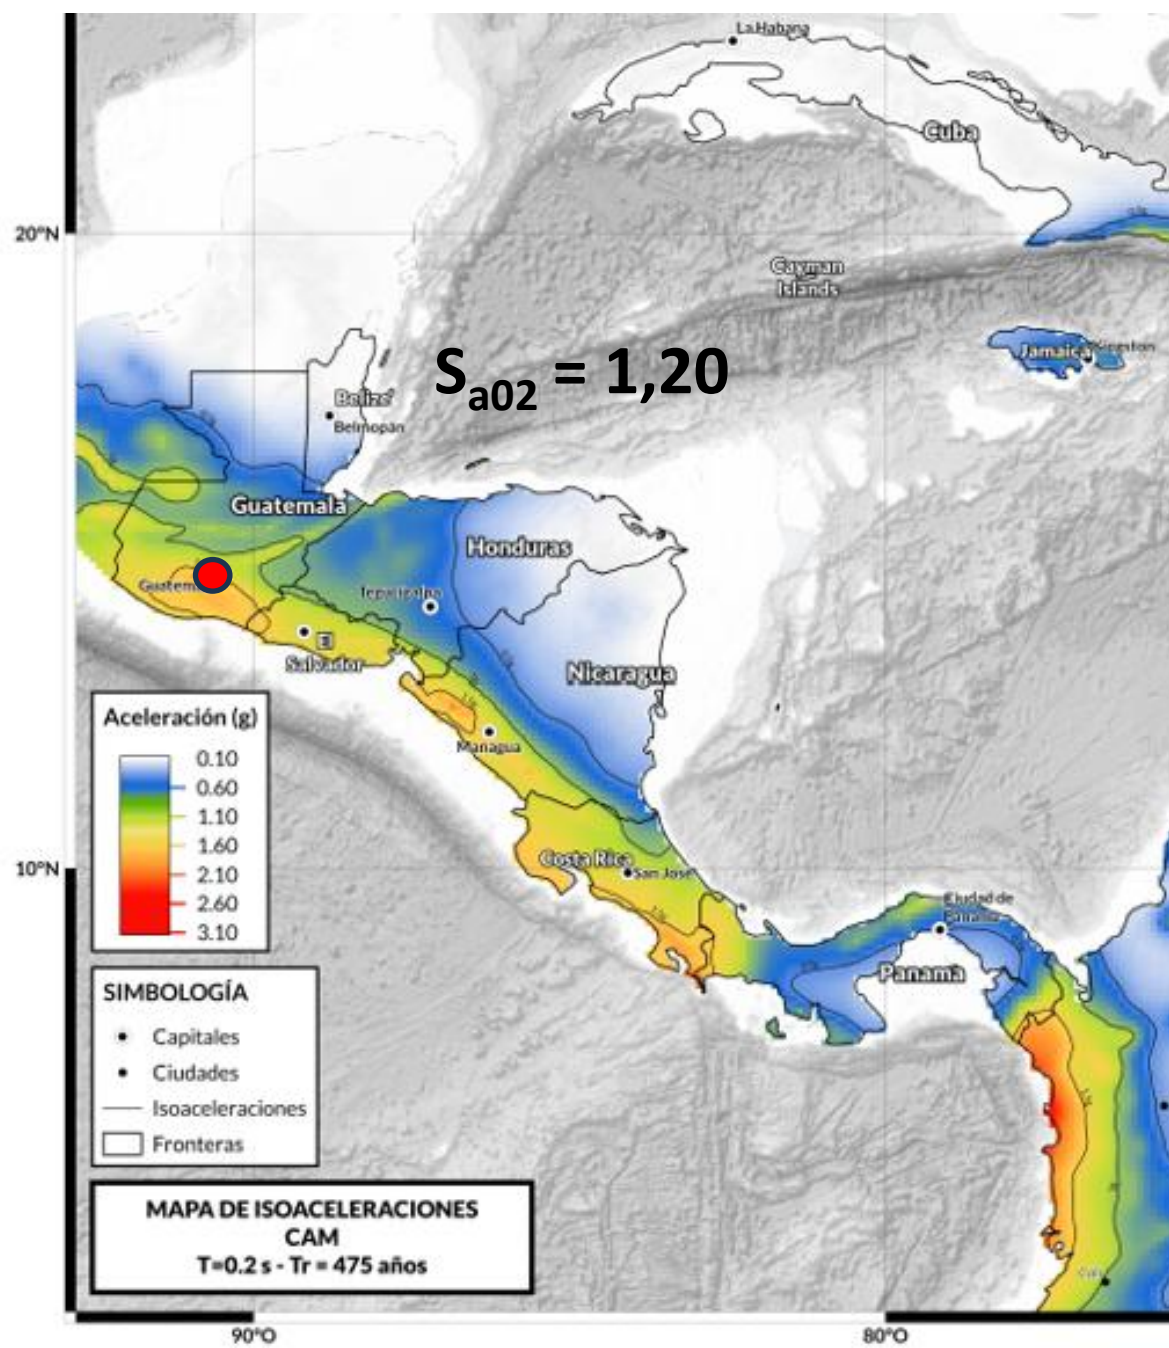 La Habana
Cuba
20°N
Cayman
Islands
Jamaica
Kingston
S_a02 = 1,20
Belize
Belmopán
Guatemala
Honduras
Tegucigalpa
Salvador
Nicaragua
Managua
Aceleración (g)
0.10
0.60
1.10
1.60
2.10
2.60
3.10
10°N
Costa Rica
San José
Ciudad de
Panamá
Panamá
SIMBOLOGÍA
Capitales
Ciudades
Isoaceleraciones
Fronteras
MAPA DE ISOACELERACIONES
CAM
T=0.2 s - Tr = 475 años
Cali
90°O
80°O